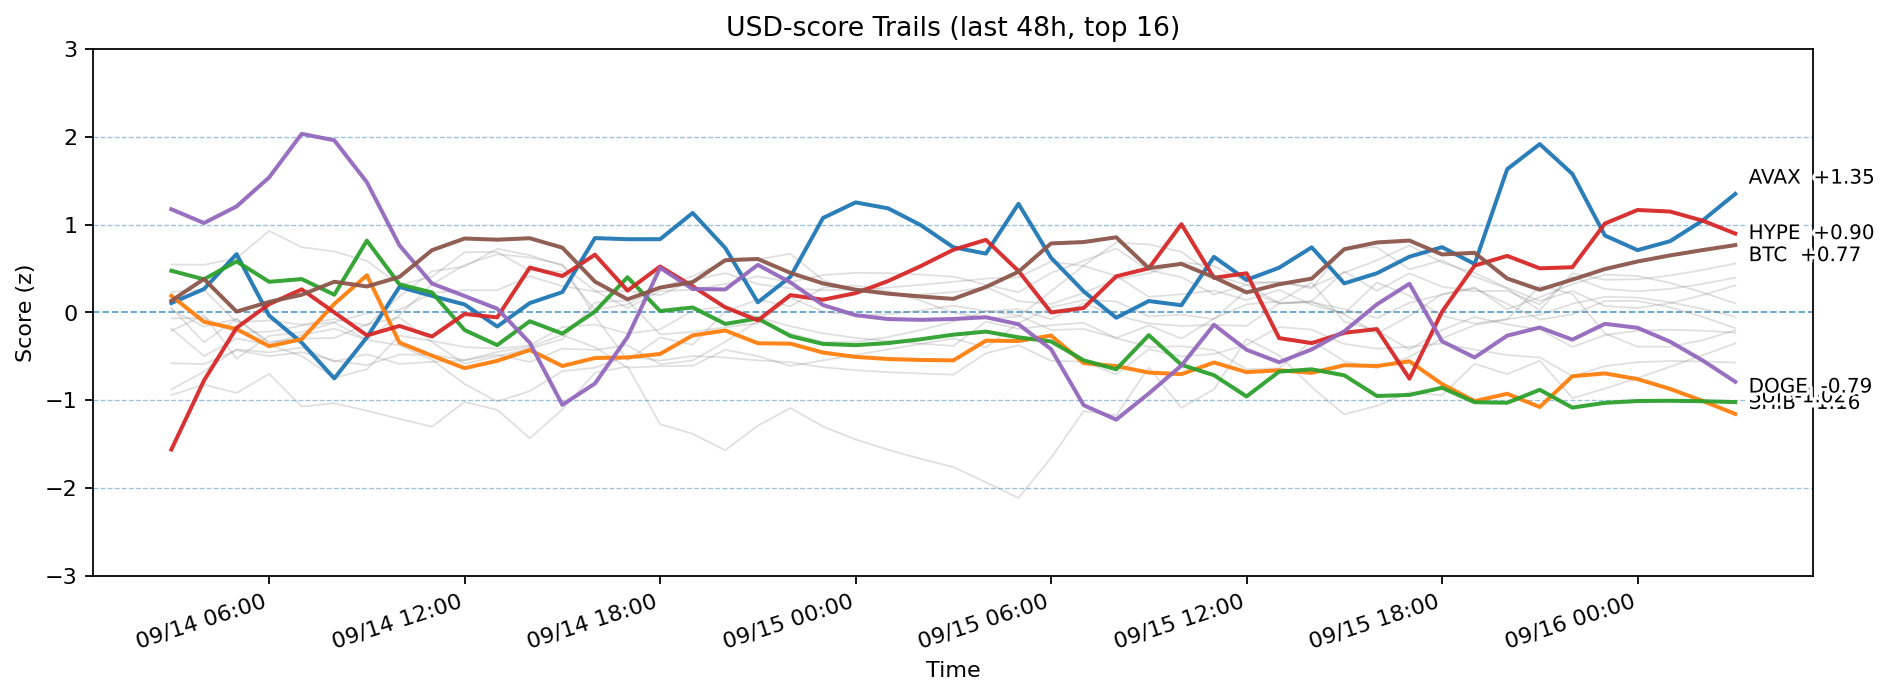 USD-score Trails (last 48h, top 16)
3
2
1
0
−1
−2
−3
Score (z)
AVAX +1.35
HYPE +0.90
BTC +0.77
DOGE -0.79
SHIB -1.16
09/14 06:00
09/14 12:00
09/14 18:00
09/15 00:00
09/15 06:00
09/15 12:00
09/15 18:00
09/16 00:00
Time